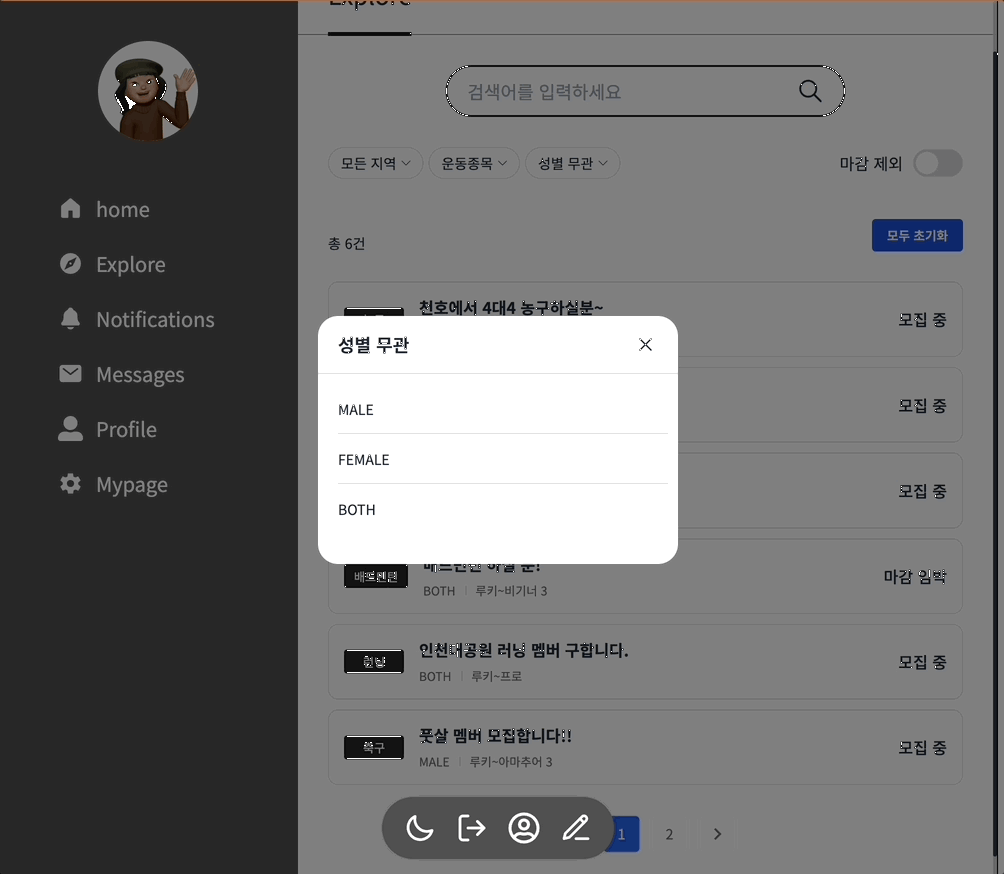 Explore
home
Explore
Notifications
Messages
Profile
Mypage
검색어를 입력하세요
모든 지역
운동종목
성별 무관
마감 제외
총 6건
모두 초기화
천호에서 4대4 농구하실분~
모집 중
성별 무관
MALE
FEMALE
BOTH
모집 중
모집 중
배드민턴
배드민턴 하실 분!
BOTH
루키~비기너 3
마감 임박
런닝
인천대공원 러닝 멤버 구합니다.
BOTH
루키~프로
모집 중
족구
풋살 멤버 모집합니다!!
MALE
루키~아마추어 3
모집 중
1
2